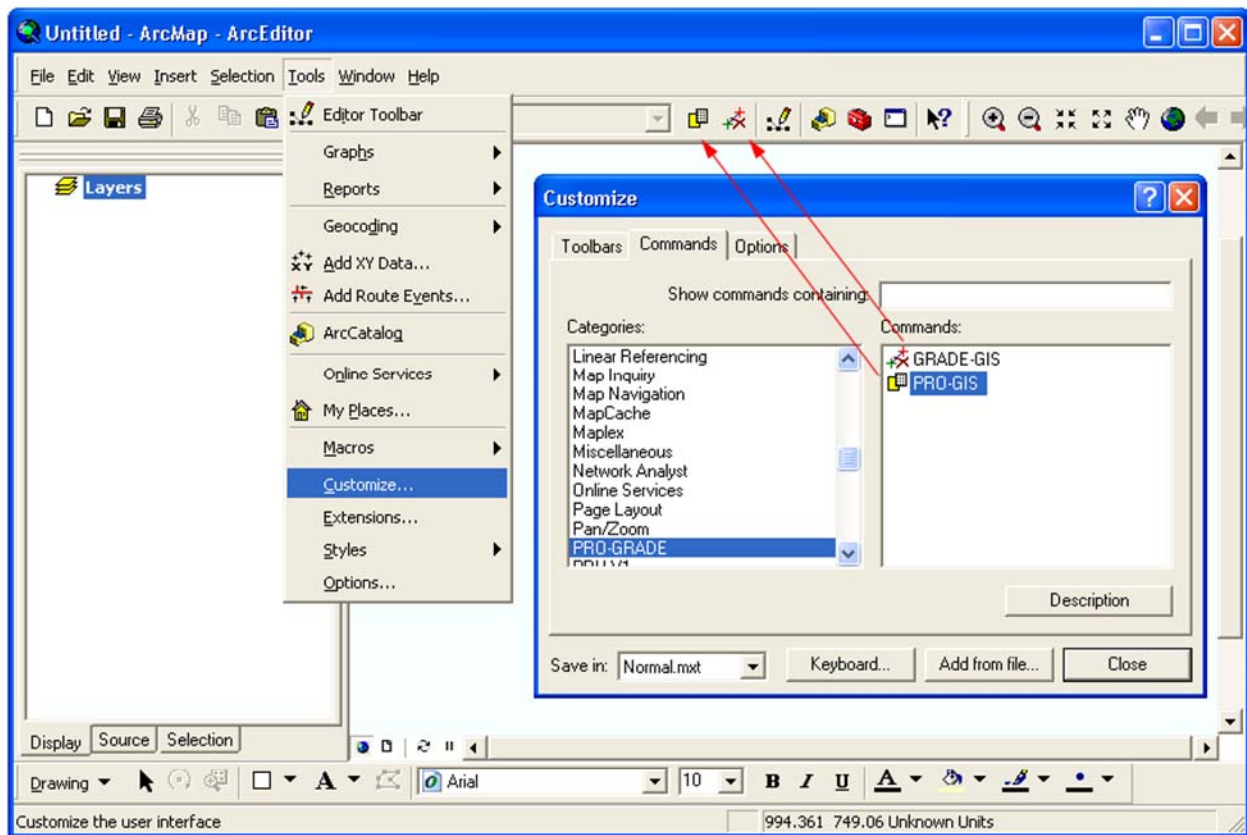 Untitled - ArcMap - ArcEditor
File Edit View Insert Selection Tools Window Help
Editor Toolbar
Graphs
Reports
Geocoding
Add XY Data...
Add Route Events...
ArcCatalog
Online Services
My Places...
Macros
Customize...
Extensions...
Styles
Options...
Layers
Customize
Toolbars Commands Options
Show commands containing:
Categories:
Linear Referencing
Map Inquiry
Map Navigation
MapCache
Maplex
Miscellaneous
Network Analyst
Online Services
Page Layout
Pan/Zoom
PRO-GRADE
Commands:
GRADE-GIS
PRO-GIS
Description
Save in: Normal.mxt Keyboard... Add from file... Close
Display Source Selection
Drawing A Arial 10 B I U A
Customize the user interface 994.361 749.06 Unknown Units